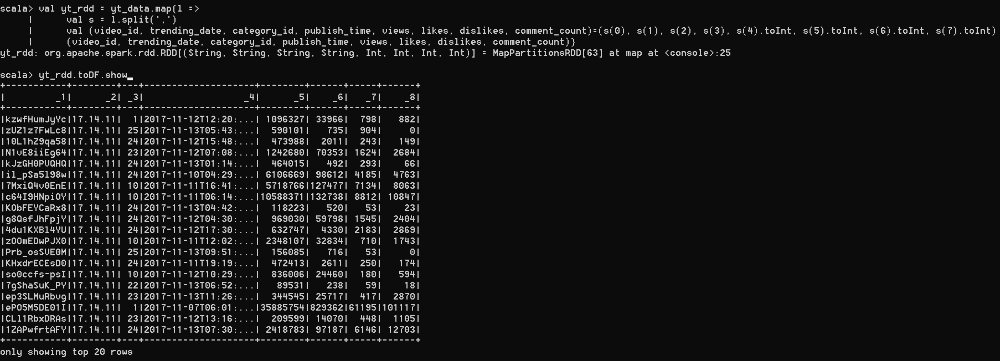 scala> val yt_rdd = yt_data.map{l =>
     |      val s = l.split(',')
     |      val (video_id, trending_date, category_id, publish_time, views, likes, dislikes, comment_count)=(s(0), s(1), s(2), s(3), s(4).toInt, s(5).toInt, s(6).toInt, s(7).toInt)
     |      (video_id, trending_date, category_id, publish_time, views, likes, dislikes, comment_count)}
yt_rdd: org.apache.spark.rdd.RDD[(String, String, String, String, Int, Int, Int, Int)] = MapPartitionsRDD[63] at map at <console>:25

scala> yt_rdd.toDF.show
+-----------+--------+---+--------------------+--------+------+-----+------+
|         _1|      _2| _3|                  _4|      _5|    _6|   _7|    _8|
+-----------+--------+---+--------------------+--------+------+-----+------+
|kzwfHumJyYc|17.14.11|  1|2017-11-12T12:20:...| 1096327| 33966|  798|   882|
|zUZ1z7FwLc8|17.14.11| 25|2017-11-13T05:43:...|  590101|   735|  904|     0|
|10L1hZ9qa58|17.14.11| 24|2017-11-12T15:48:...|  473988|  2011|  243|   149|
|N1vE8iiEg64|17.14.11| 23|2017-11-12T07:08:...| 1242680| 70353| 1624|  2684|
|kJzGH0PVQHQ|17.14.11| 24|2017-11-13T01:14:...|  464015|   492|  293|    66|
|il_pSa5l98w|17.14.11| 24|2017-11-10T04:29:...| 6106669| 98612| 4185|  4763|
|7MxiQ4v0EnE|17.14.11| 10|2017-11-11T16:41:...| 5718766|127477| 7134|  8063|
|c64I9HNpiOY|17.14.11| 10|2017-11-11T06:14:...|10588371|132738| 8812| 10847|
|KObFEYCaRx8|17.14.11| 24|2017-11-13T04:42:...|  118223|   520|   53|    23|
|g8QsfJhFpjY|17.14.11| 24|2017-11-12T04:30:...|  969030| 59798| 1545|  2404|
|4du1KXBl4YU|17.14.11| 24|2017-11-12T17:30:...|  632747|  4330| 2183|  2869|
|zOOmEDwPJX0|17.14.11| 10|2017-11-11T12:02:...| 2348107| 32834|  710|  1743|
|Prb_osSVE0M|17.14.11| 25|2017-11-13T09:51:...|  156085|   716|   53|     0|
|KHxdrECEsD0|17.14.11| 24|2017-11-11T19:19:...|  472413|  2611|  250|   174|
|so0ccfs-psI|17.14.11| 10|2017-11-12T10:29:...|  836006| 24460|  180|   594|
|7gShaSuK_PY|17.14.11| 22|2017-11-13T06:52:...|   89531|   238|   59|    18|
|ep3SLMuRbvg|17.14.11| 23|2017-11-13T11:26:...|  344545| 25717|  417|  2870|
|ePO5M5DE01I|17.14.11|  1|2017-11-07T06:01:...|35885754|829362|61195|101117|
|CLl1RbxDRAs|17.14.11| 23|2017-11-12T13:16:...|  209599| 14070|  448|  1105|
|1ZAPwfrtAFY|17.14.11| 24|2017-11-13T07:30:...| 2418783| 97187| 6146| 12703|
+-----------+--------+---+--------------------+--------+------+-----+------+
only showing top 20 rows